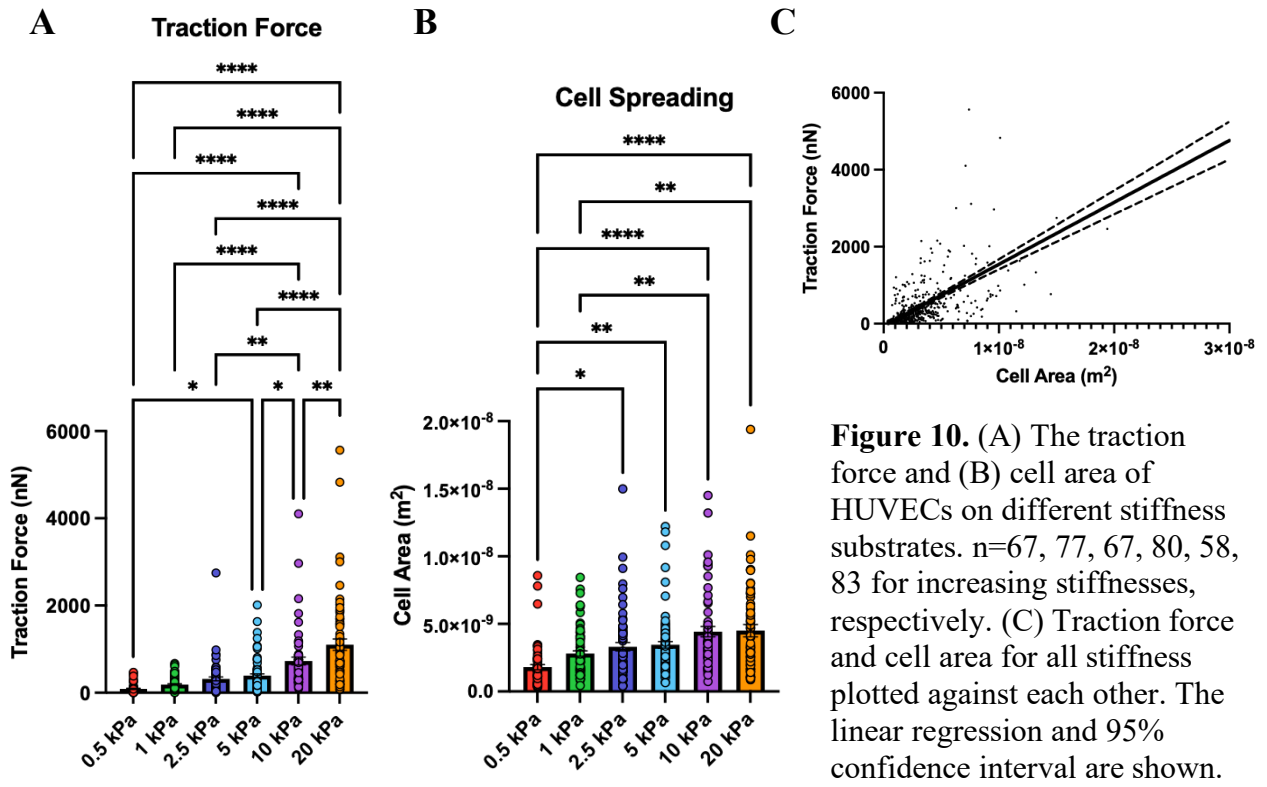 A
Traction Force
****
****
****
****
****
****
**
*
*
**
6000
4000
2000
0
Traction Force (nN)
0.5 kPa
1 kPa
2.5 kPa
5 kPa
10 kPa
20 kPa
B
Cell Spreading
****
**
****
**
**
*
2.0×10⁻⁸
1.5×10⁻⁸
1.0×10⁻⁸
5.0×10⁻⁹
0.0
Cell Area (m²)
0.5 kPa
1 kPa
2.5 kPa
5 kPa
10 kPa
20 kPa
C
6000
4000
2000
0
Traction Force (nN)
0
1×10⁻⁸
2×10⁻⁸
3×10⁻⁸
Cell Area (m²)
Figure 10. (A) The traction
force and (B) cell area of
HUVECs on different stiffness
substrates. n=67, 77, 67, 80, 58,
83 for increasing stiffnesses,
respectively. (C) Traction force
and cell area for all stiffness
plotted against each other. The
linear regression and 95%
confidence interval are shown.